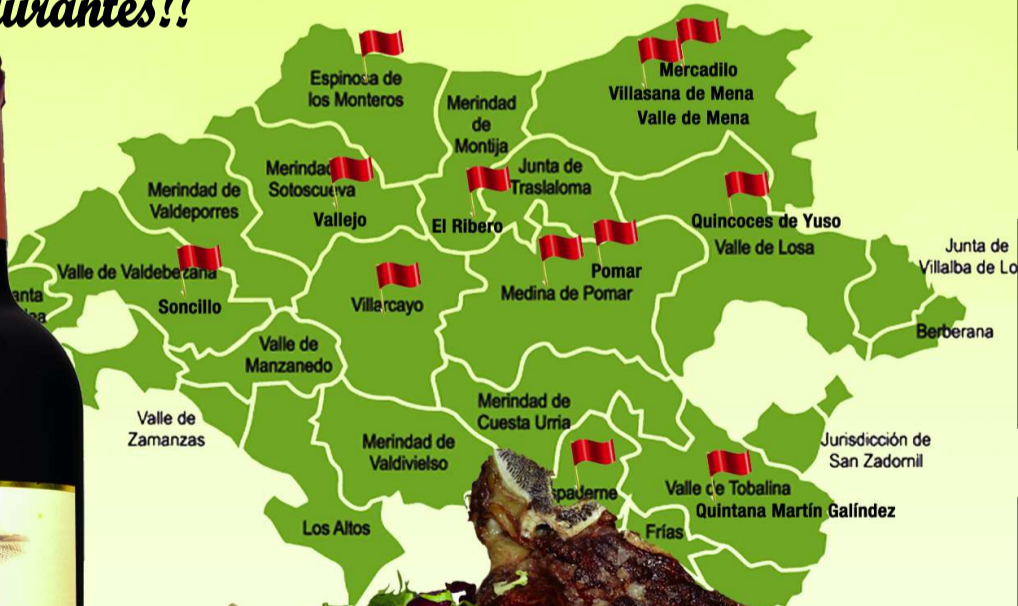 Espinosa de
los Monteros
Merindad
de
Montija
Mercadilo
Villasana de Mena
Valle de Mena
Merindad de
Valdeporres
Merindad
Sotoscueva
Vallejo
El Ribero
Junta de
Traslaloma
Quincoces de Yuso
Valle de Losa
Junta de
Villalba de Lo
Berberana
Valle de Valdebezana
Soncillo
Villarcayo
Pomar
Medina de Pomar
Valle de
Manzanedo
Valle de
Zamanzas
Merindad de
Cuesta Urria
Merindad de
Valdivielso
Jurisdicción de
San Zadornil
Valle de Tobalina
Quintana Martín Galíndez
Los Altos
Frías